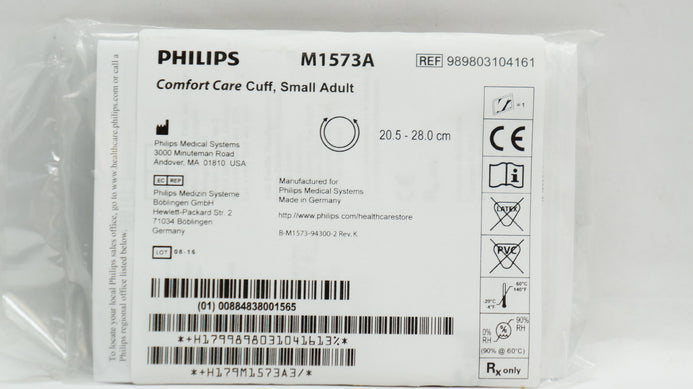 PHILIPS M1573A REF 989803104161
Comfort Care Cuff, Small Adult
20.5 - 28.0 cm
Philips Medical Systems
3000 Minuteman Road
Andover, MA 01810 USA
EC REP
Philips Medizin Systeme
Böblingen GmbH
Hewlett-Packard Str. 2
71034 Böblingen
Germany
LOT 08-15
Manufactured for
Philips Medical Systems
Made in Germany
http://www.philips.com/healthcarestore
B-M1573-94300-2 Rev. K
(01) 00884838001565
*+H1799898031041613%*
*+H179M1573A3/*
= 1
CE
i
LATEX
PVC
60°C
140°F
-20°C
-4°F
90%
RH
%
0%
RH
(90% @ 60°C)
Rx only
To locate your local Philips sales office, go to www.healthcare.philips.com or call a
Philips regional office listed below.